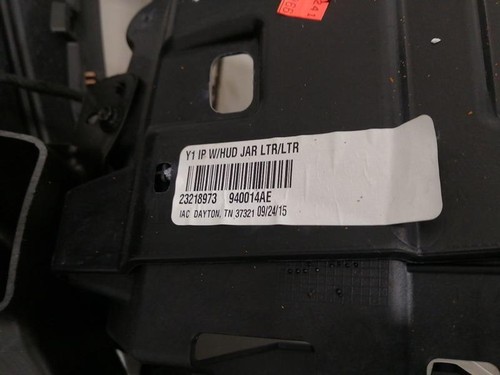 Y1 IP W/HUD JAR LTR/LTR
23218973 940014AE
IAC DAYTON, TN 37321 09/24/15